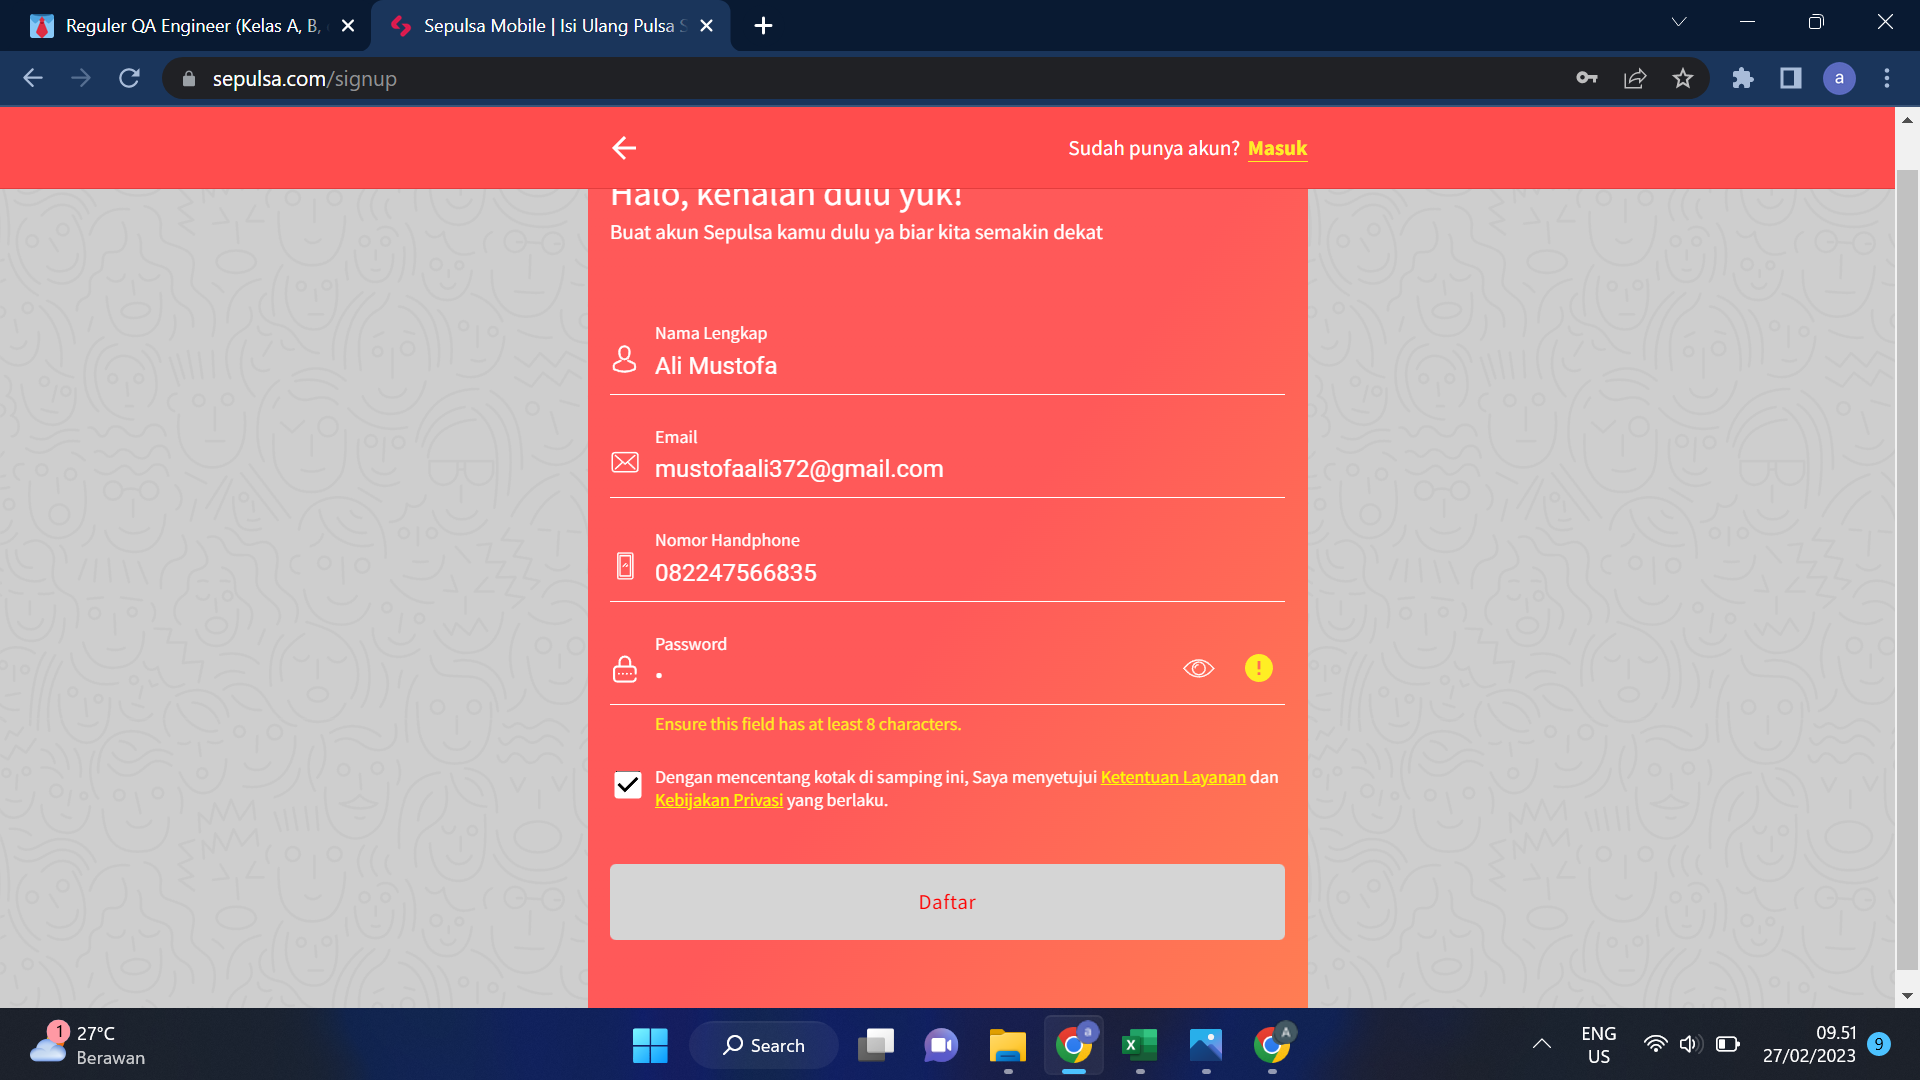 Reguler QA Engineer (Kelas A, B,
Sepulsa Mobile | Isi Ulang Pulsa S
sepulsa.com/signup
a
Sudah punya akun? Masuk
Halo, kenalan dulu yuk!
Buat akun Sepulsa kamu dulu ya biar kita semakin dekat
Nama Lengkap
Ali Mustofa
Email
mustofaali372@gmail.com
Nomor Handphone
082247566835
Password
Ensure this field has at least 8 characters.
Dengan mencentang kotak di samping ini, Saya menyetujui Ketentuan Layanan dan
Kebijakan Privasi yang berlaku.
Daftar
1
27°C
Berawan
Search
a
X
A
ENG
US
09.51
27/02/2023
9